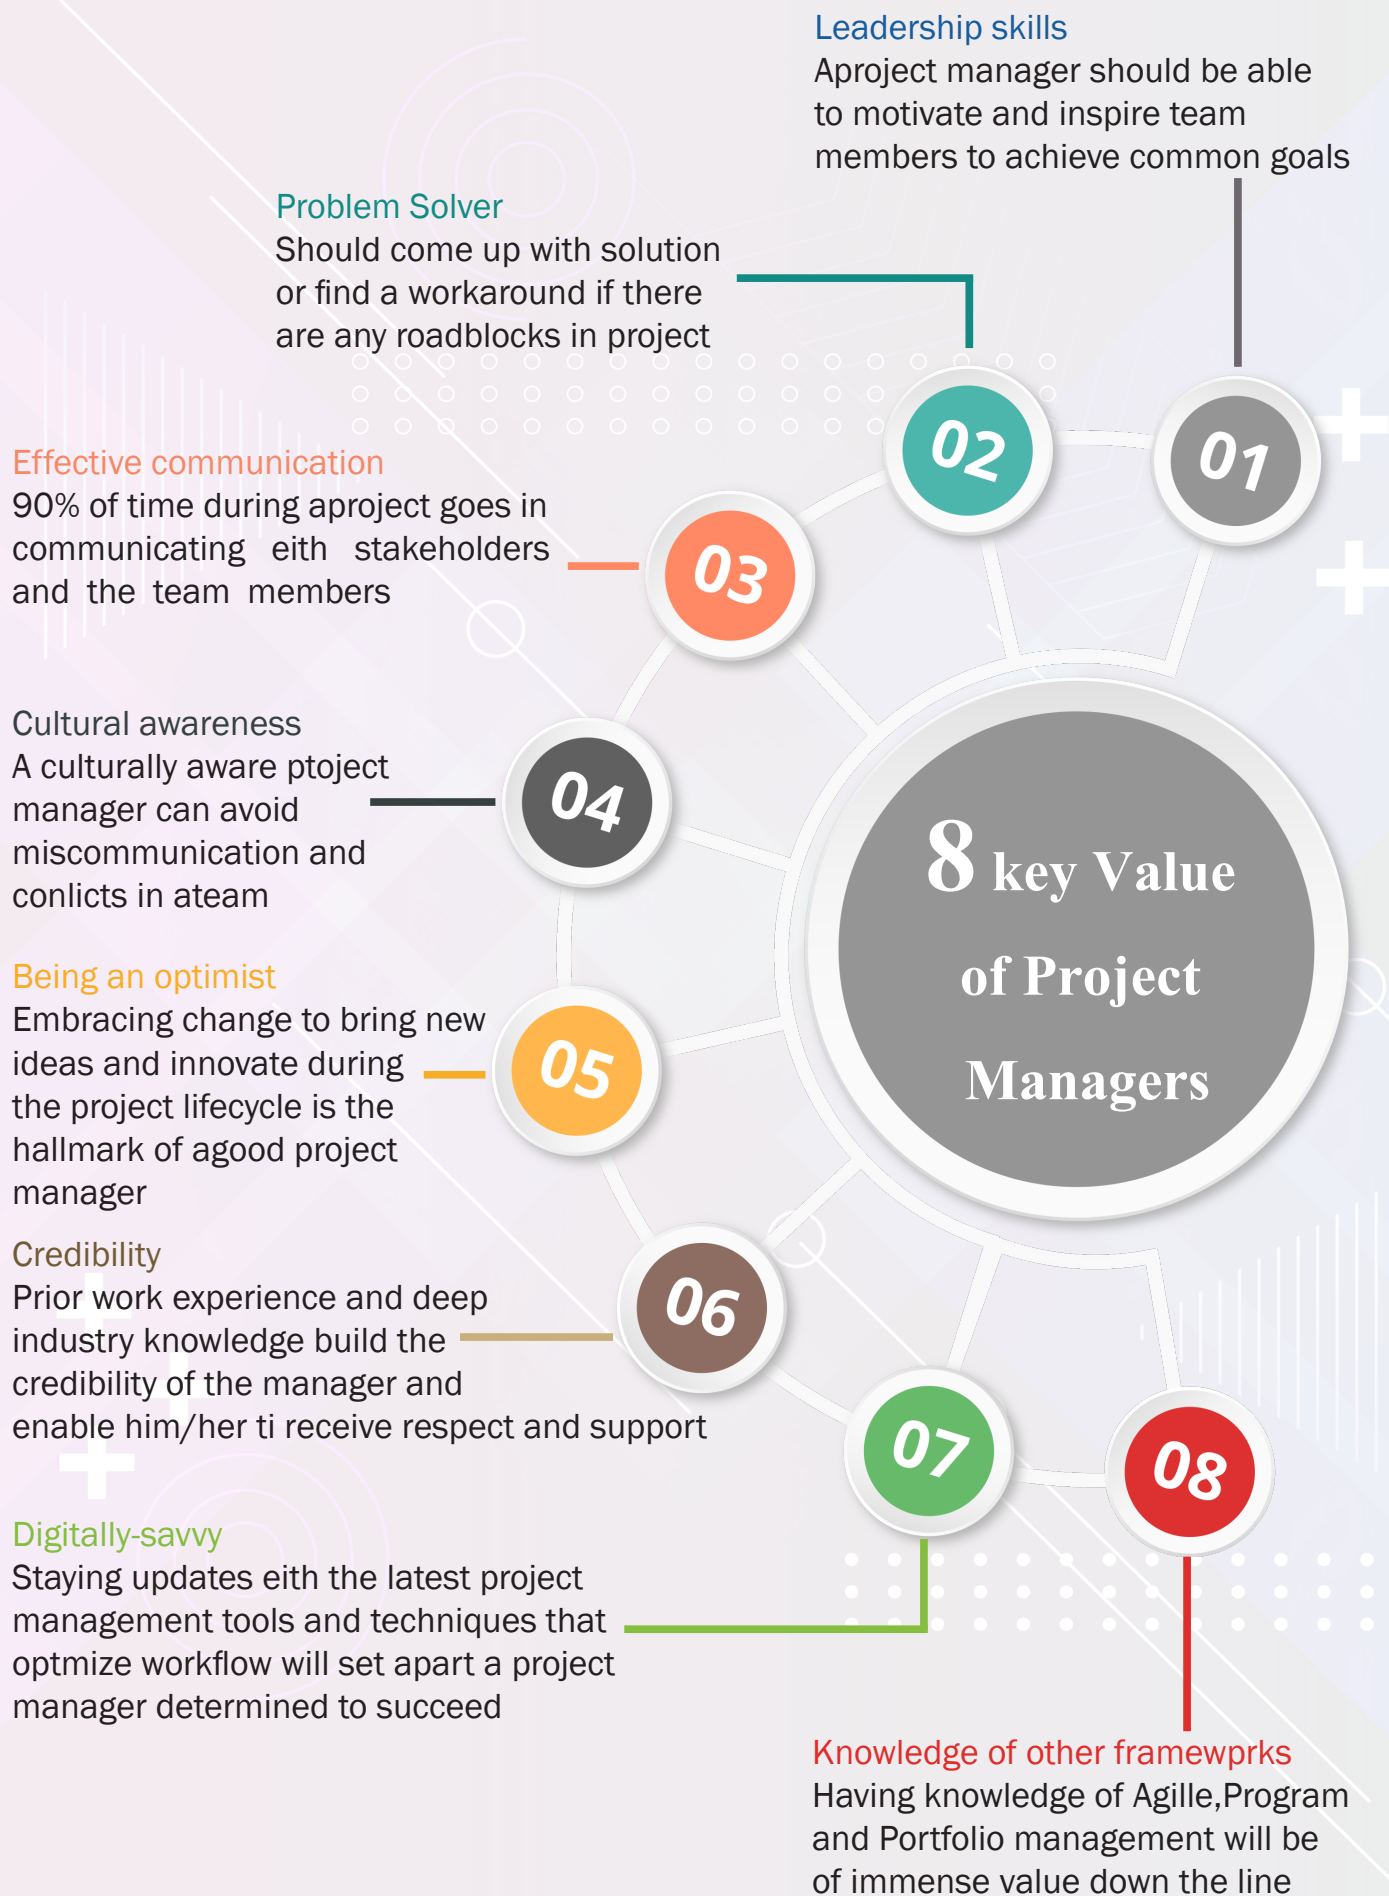 Leadership skills
Aproject manager should be able
to motivate and inspire team
members to achieve common goals
01
Problem Solver
Should come up with solution
or find a workaround if there
are any roadblocks in project
02
Effective communication
90% of time during aproject goes in
communicating eith stakeholders
and the team members
03
Cultural awareness
A culturally aware ptoject
manager can avoid
miscommunication and
conlicts in ateam
04
8 key Value
of Project
Managers
Being an optimist
Embracing change to bring new
ideas and innovate during
the project lifecycle is the
hallmark of agood project
manager
05
Credibility
Prior work experience and deep
industry knowledge build the
credibility of the manager and
enable him/her ti receive respect and support
06
Digitally-savvy
Staying updates eith the latest project
management tools and techniques that
optmize workflow will set apart a project
manager determined to succeed
07
08
Knowledge of other framewprks
Having knowledge of Agille,Program
and Portfolio management will be
of immense value down the line